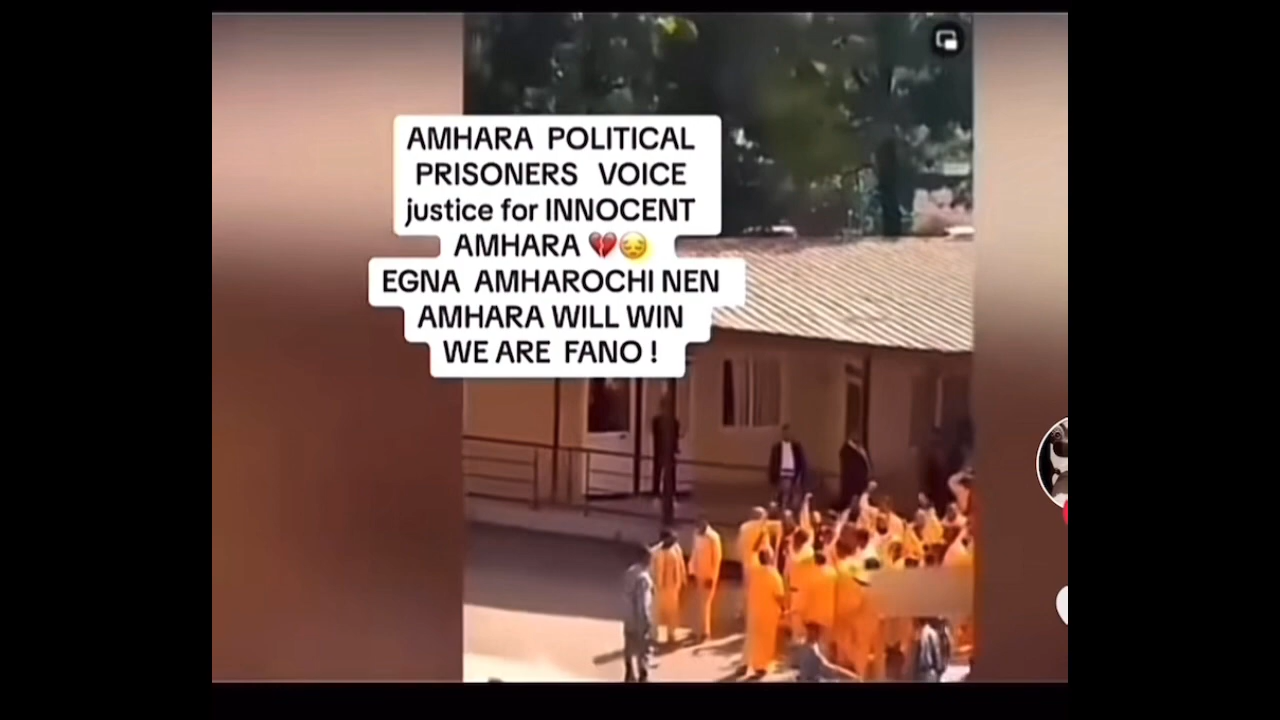 AMHARA POLITICAL
PRISONERS VOICE
justice for INNOCENT
AMHARA 💔😔
EGNA AMHAROCHI NEN
AMHARA WILL WIN
WE ARE FANO !